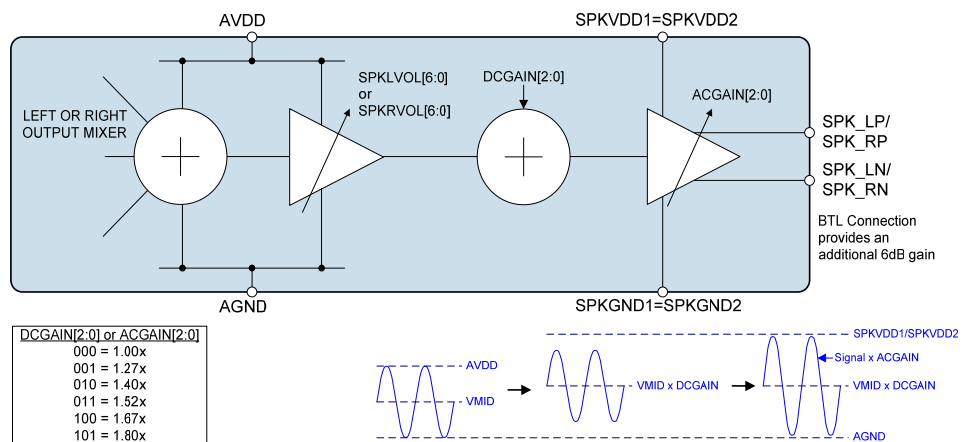 AVDD
SPKVDD1=SPKVDD2
SPKLVOL[6:0]
or
SPKRVOL[6:0]
DCGAIN[2:0]
ACGAIN[2:0]
LEFT OR RIGHT
OUTPUT MIXER
SPK_LP/
SPK_RP
SPK_LN/
SPK_RN
BTL Connection
provides an
additional 6dB gain
AGND
SPKGND1=SPKGND2
DCGAIN[2:0] or ACGAIN[2:0]
000 = 1.00x
001 = 1.27x
010 = 1.40x
011 = 1.52x
100 = 1.67x
101 = 1.80x
AVDD
VMID
VMID x DCGAIN
SPKVDD1/SPKVDD2
Signal x ACGAIN
VMID x DCGAIN
AGND